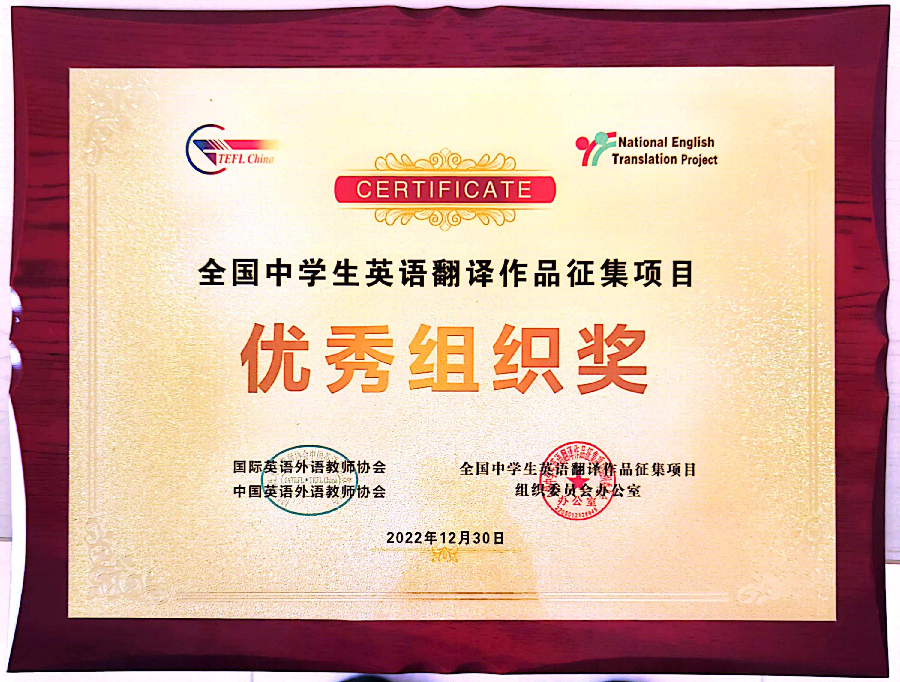 TEFL China
National English
Translation Project
CERTIFICATE
全国中学生英语翻译作品征集项目
优秀组织奖
国际英语外语教师协会
中国英语外语教师协会
全国中学生英语翻译作品征集项目
组织委员会办公室
办公室
2022年12月30日